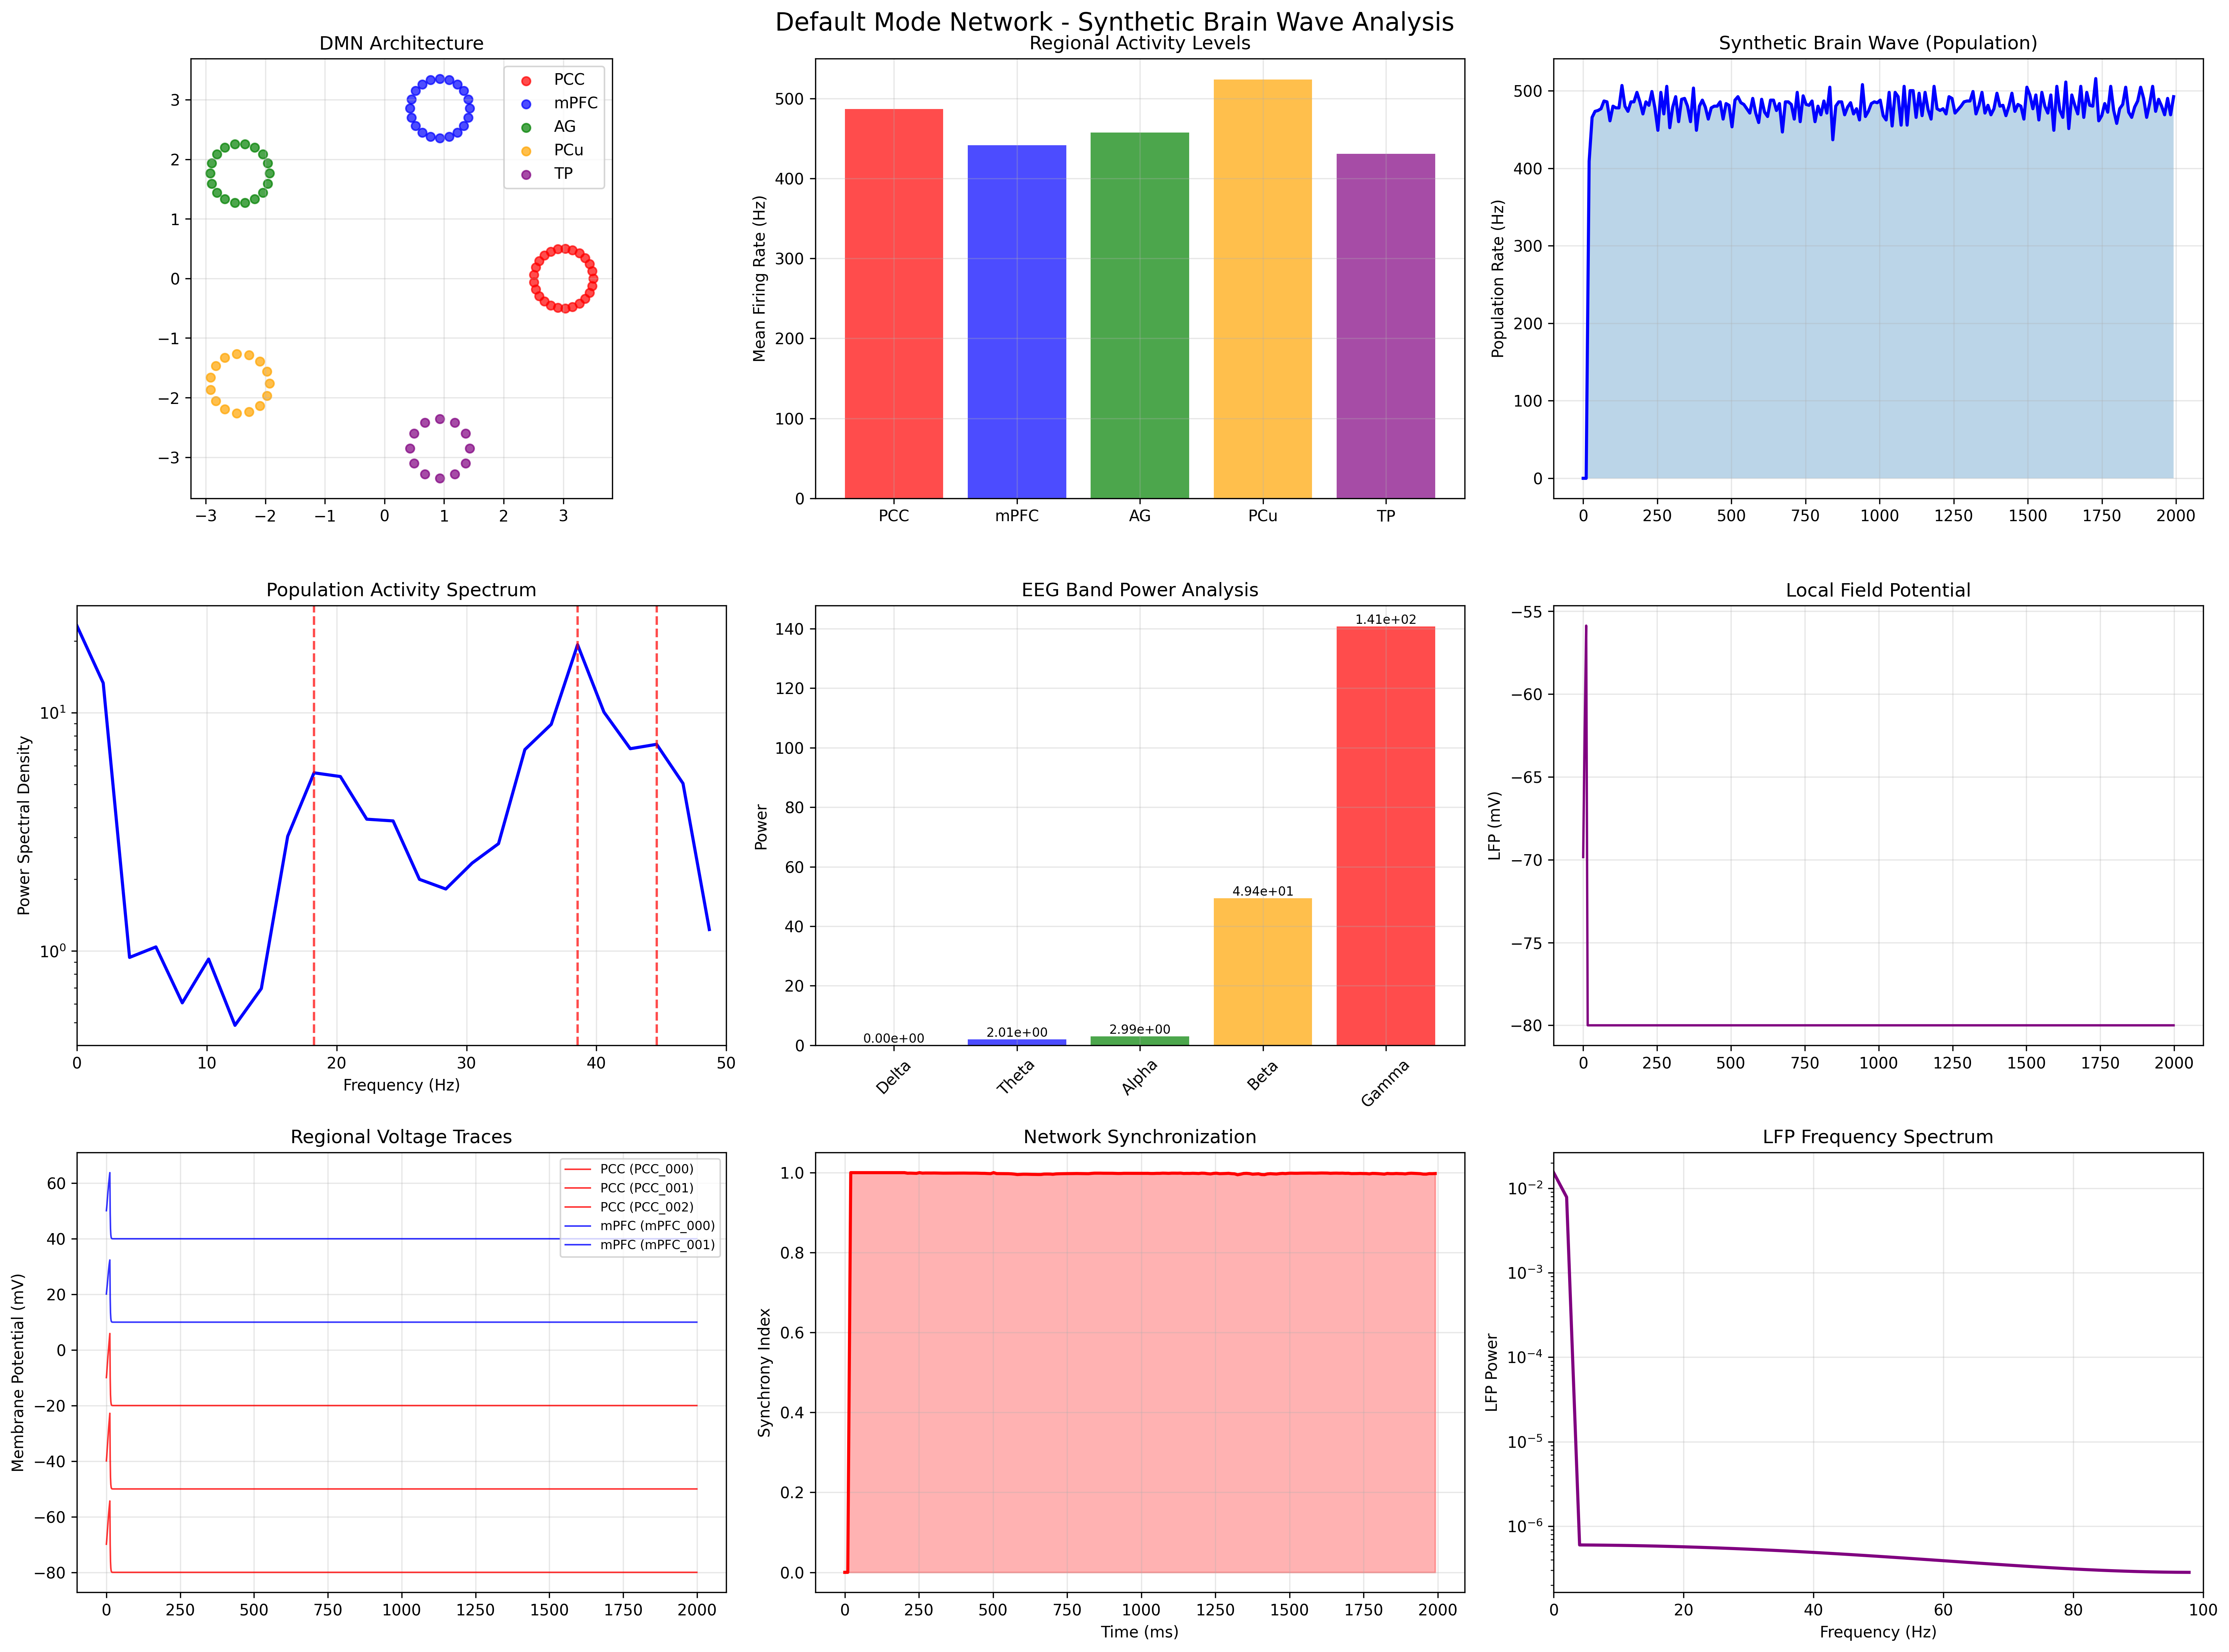 Default Mode Network - Synthetic Brain Wave Analysis
DMN Architecture
PCC
mPFC
AG
PCu
TP
3
2
1
0
−1
−2
−3
−3 −2 −1 0 1 2 3
Regional Activity Levels
Mean Firing Rate (Hz)
500
400
300
200
100
0
PCC mPFC AG PCu TP
Synthetic Brain Wave (Population)
Population Rate (Hz)
500
400
300
200
100
0
0 250 500 750 1000 1250 1500 1750 2000
Population Activity Spectrum
Power Spectral Density
10¹
10⁰
0 10 20 30 40 50
Frequency (Hz)
EEG Band Power Analysis
Power
140
120
100
80
60
40
20
0
0.00e+00
2.01e+00
2.99e+00
4.94e+01
1.41e+02
Delta Theta Alpha Beta Gamma
Local Field Potential
LFP (mV)
−55
−60
−65
−70
−75
−80
0 250 500 750 1000 1250 1500 1750 2000
Regional Voltage Traces
Membrane Potential (mV)
PCC (PCC_000)
PCC (PCC_001)
PCC (PCC_002)
mPFC (mPFC_000)
mPFC (mPFC_001)
60
40
20
0
−20
−40
−60
−80
0 250 500 750 1000 1250 1500 1750 2000
Network Synchronization
Synchrony Index
1.0
0.8
0.6
0.4
0.2
0.0
0 250 500 750 1000 1250 1500 1750 2000
Time (ms)
LFP Frequency Spectrum
LFP Power
10⁻²
10⁻³
10⁻⁴
10⁻⁵
10⁻⁶
0 20 40 60 80 100
Frequency (Hz)